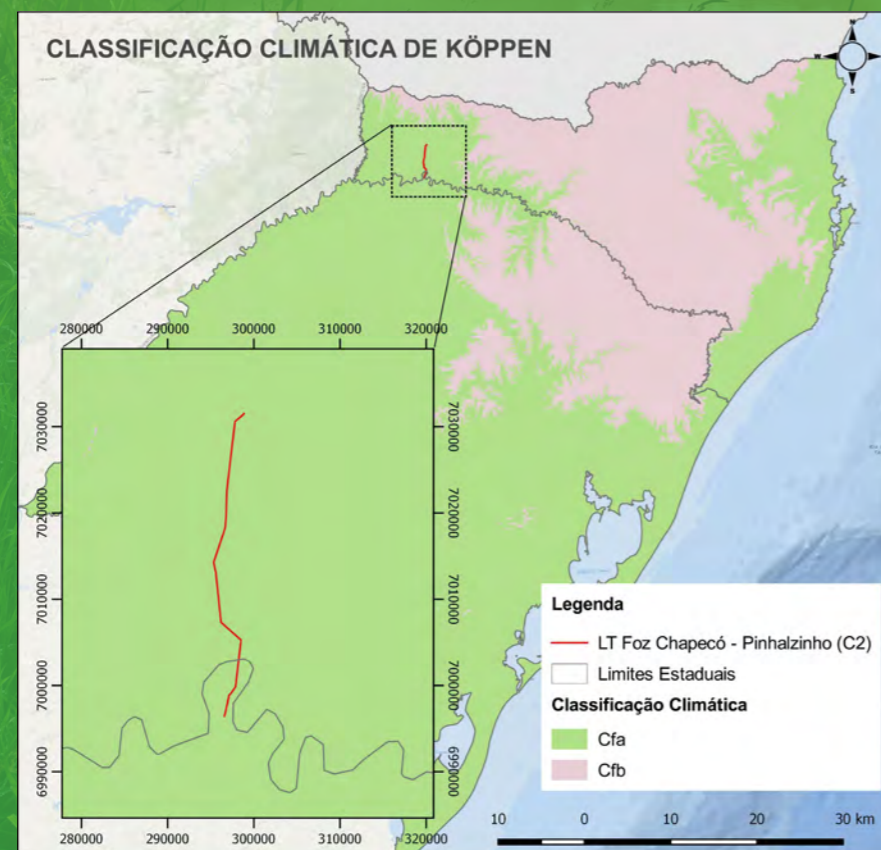 CLASSIFICAÇÃO CLIMÁTICA DE KÖPPEN
N
S
280000 290000 300000 310000 320000
7030000 7030000
7020000 7020000
7010000 7010000
7000000 7000000
6990000 6990000
280000 290000 300000 310000 320000
Legenda
LT Foz Chapecó - Pinhalzinho (C2)
Limites Estaduais
Classificação Climática
Cfa
Cfb
10 0 10 20 30 km